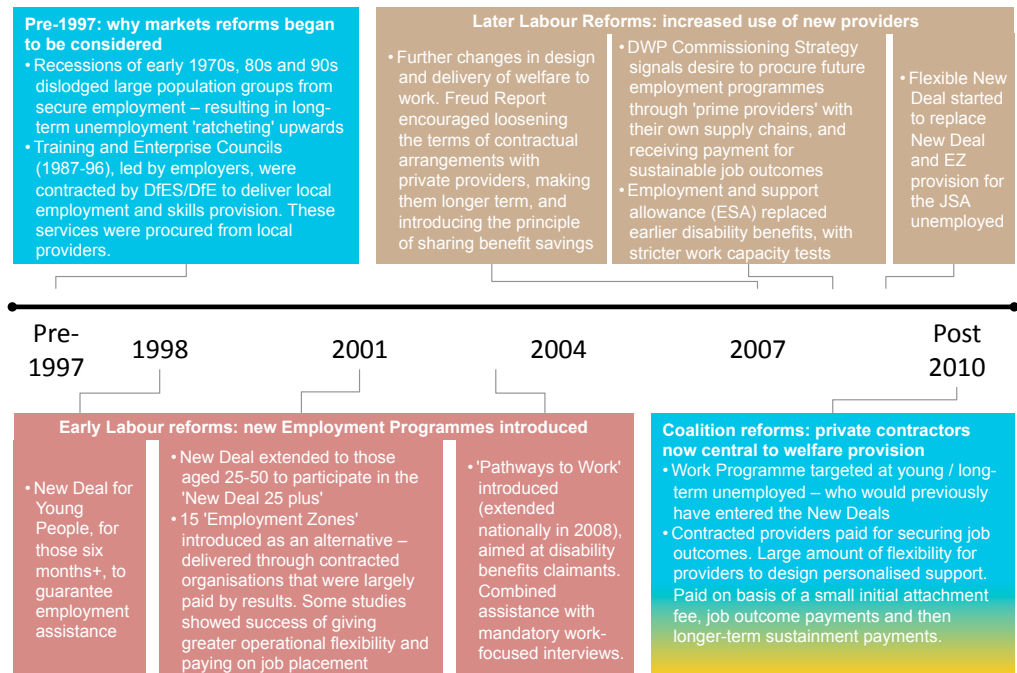 Pre-1997: why markets reforms began
to be considered
• Recessions of early 1970s, 80s and 90s
dislodged large population groups from
secure employment – resulting in long-
term unemployment 'ratcheting' upwards
• Training and Enterprise Councils
(1987-96), led by employers, were
contracted by DfES/DfE to deliver local
employment and skills provision. These
services were procured from local
providers.
Later Labour Reforms: increased use of new providers
• Further changes in design
and delivery of welfare to
work. Freud Report
encouraged loosening
the terms of contractual
arrangements with
private providers, making
them longer term, and
introducing the principle
of sharing benefit savings
• DWP Commissioning Strategy
signals desire to procure future
employment programmes
through 'prime providers' with
their own supply chains, and
receiving payment for
sustainable job outcomes
• Employment and support
allowance (ESA) replaced
earlier disability benefits, with
stricter work capacity tests
• Flexible New
Deal started
to replace
New Deal
and EZ
provision for
the JSA
unemployed
Pre-
1997
1998
2001
2004
2007
Post
2010
Early Labour reforms: new Employment Programmes introduced
• New Deal for
Young
People, for
those six
months+, to
guarantee
employment
assistance
• New Deal extended to those
aged 25-50 to participate in the
'New Deal 25 plus'
• 15 'Employment Zones'
introduced as an alternative –
delivered through contracted
organisations that were largely
paid by results. Some studies
showed success of giving
greater operational flexibility and
paying on job placement
• 'Pathways to Work'
introduced
(extended
nationally in 2008),
aimed at disability
benefits claimants.
Combined
assistance with
mandatory work-
focused interviews.
Coalition reforms: private contractors
now central to welfare provision
• Work Programme targeted at young / long-
term unemployed – who would previously
have entered the New Deals
• Contracted providers paid for securing job
outcomes. Large amount of flexibility for
providers to design personalised support.
Paid on basis of a small initial attachment
fee, job outcome payments and then
longer-term sustainment payments.